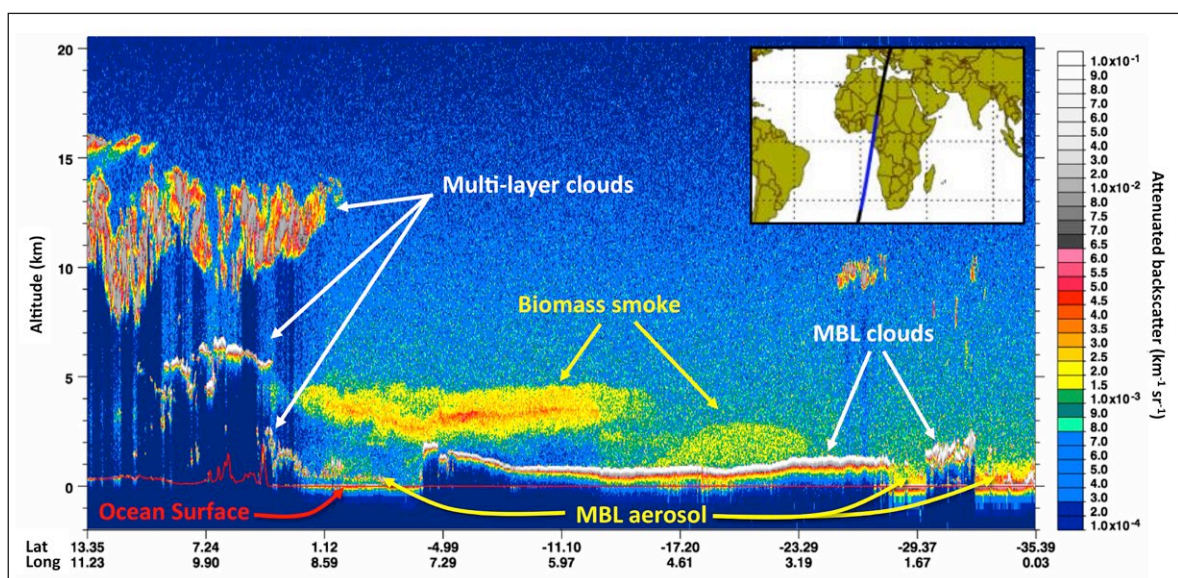 20
15
10
5
0
Altitude (km)
Multi-layer clouds
Biomass smoke
MBL clouds
Ocean Surface
MBL aerosol
Lat 13.35 7.24 1.12 -4.99 -11.10 -17.20 -23.29 -29.37 -35.39
Long 11.23 9.90 8.59 7.29 5.97 4.61 3.19 1.67 0.03
1.0x10-1
9.0
8.0
7.0
6.0
5.0
4.0
3.0
2.0
1.0x10-2
8.0
7.5
7.0
6.5
6.0
5.5
5.0
4.5
4.0
3.5
3.0
2.5
2.0
1.5
1.0x10-3
9.0
8.0
7.0
6.0
5.0
4.0
3.0
2.0
1.0x10-4
Attenuated backscatter (km-1 sr-1)